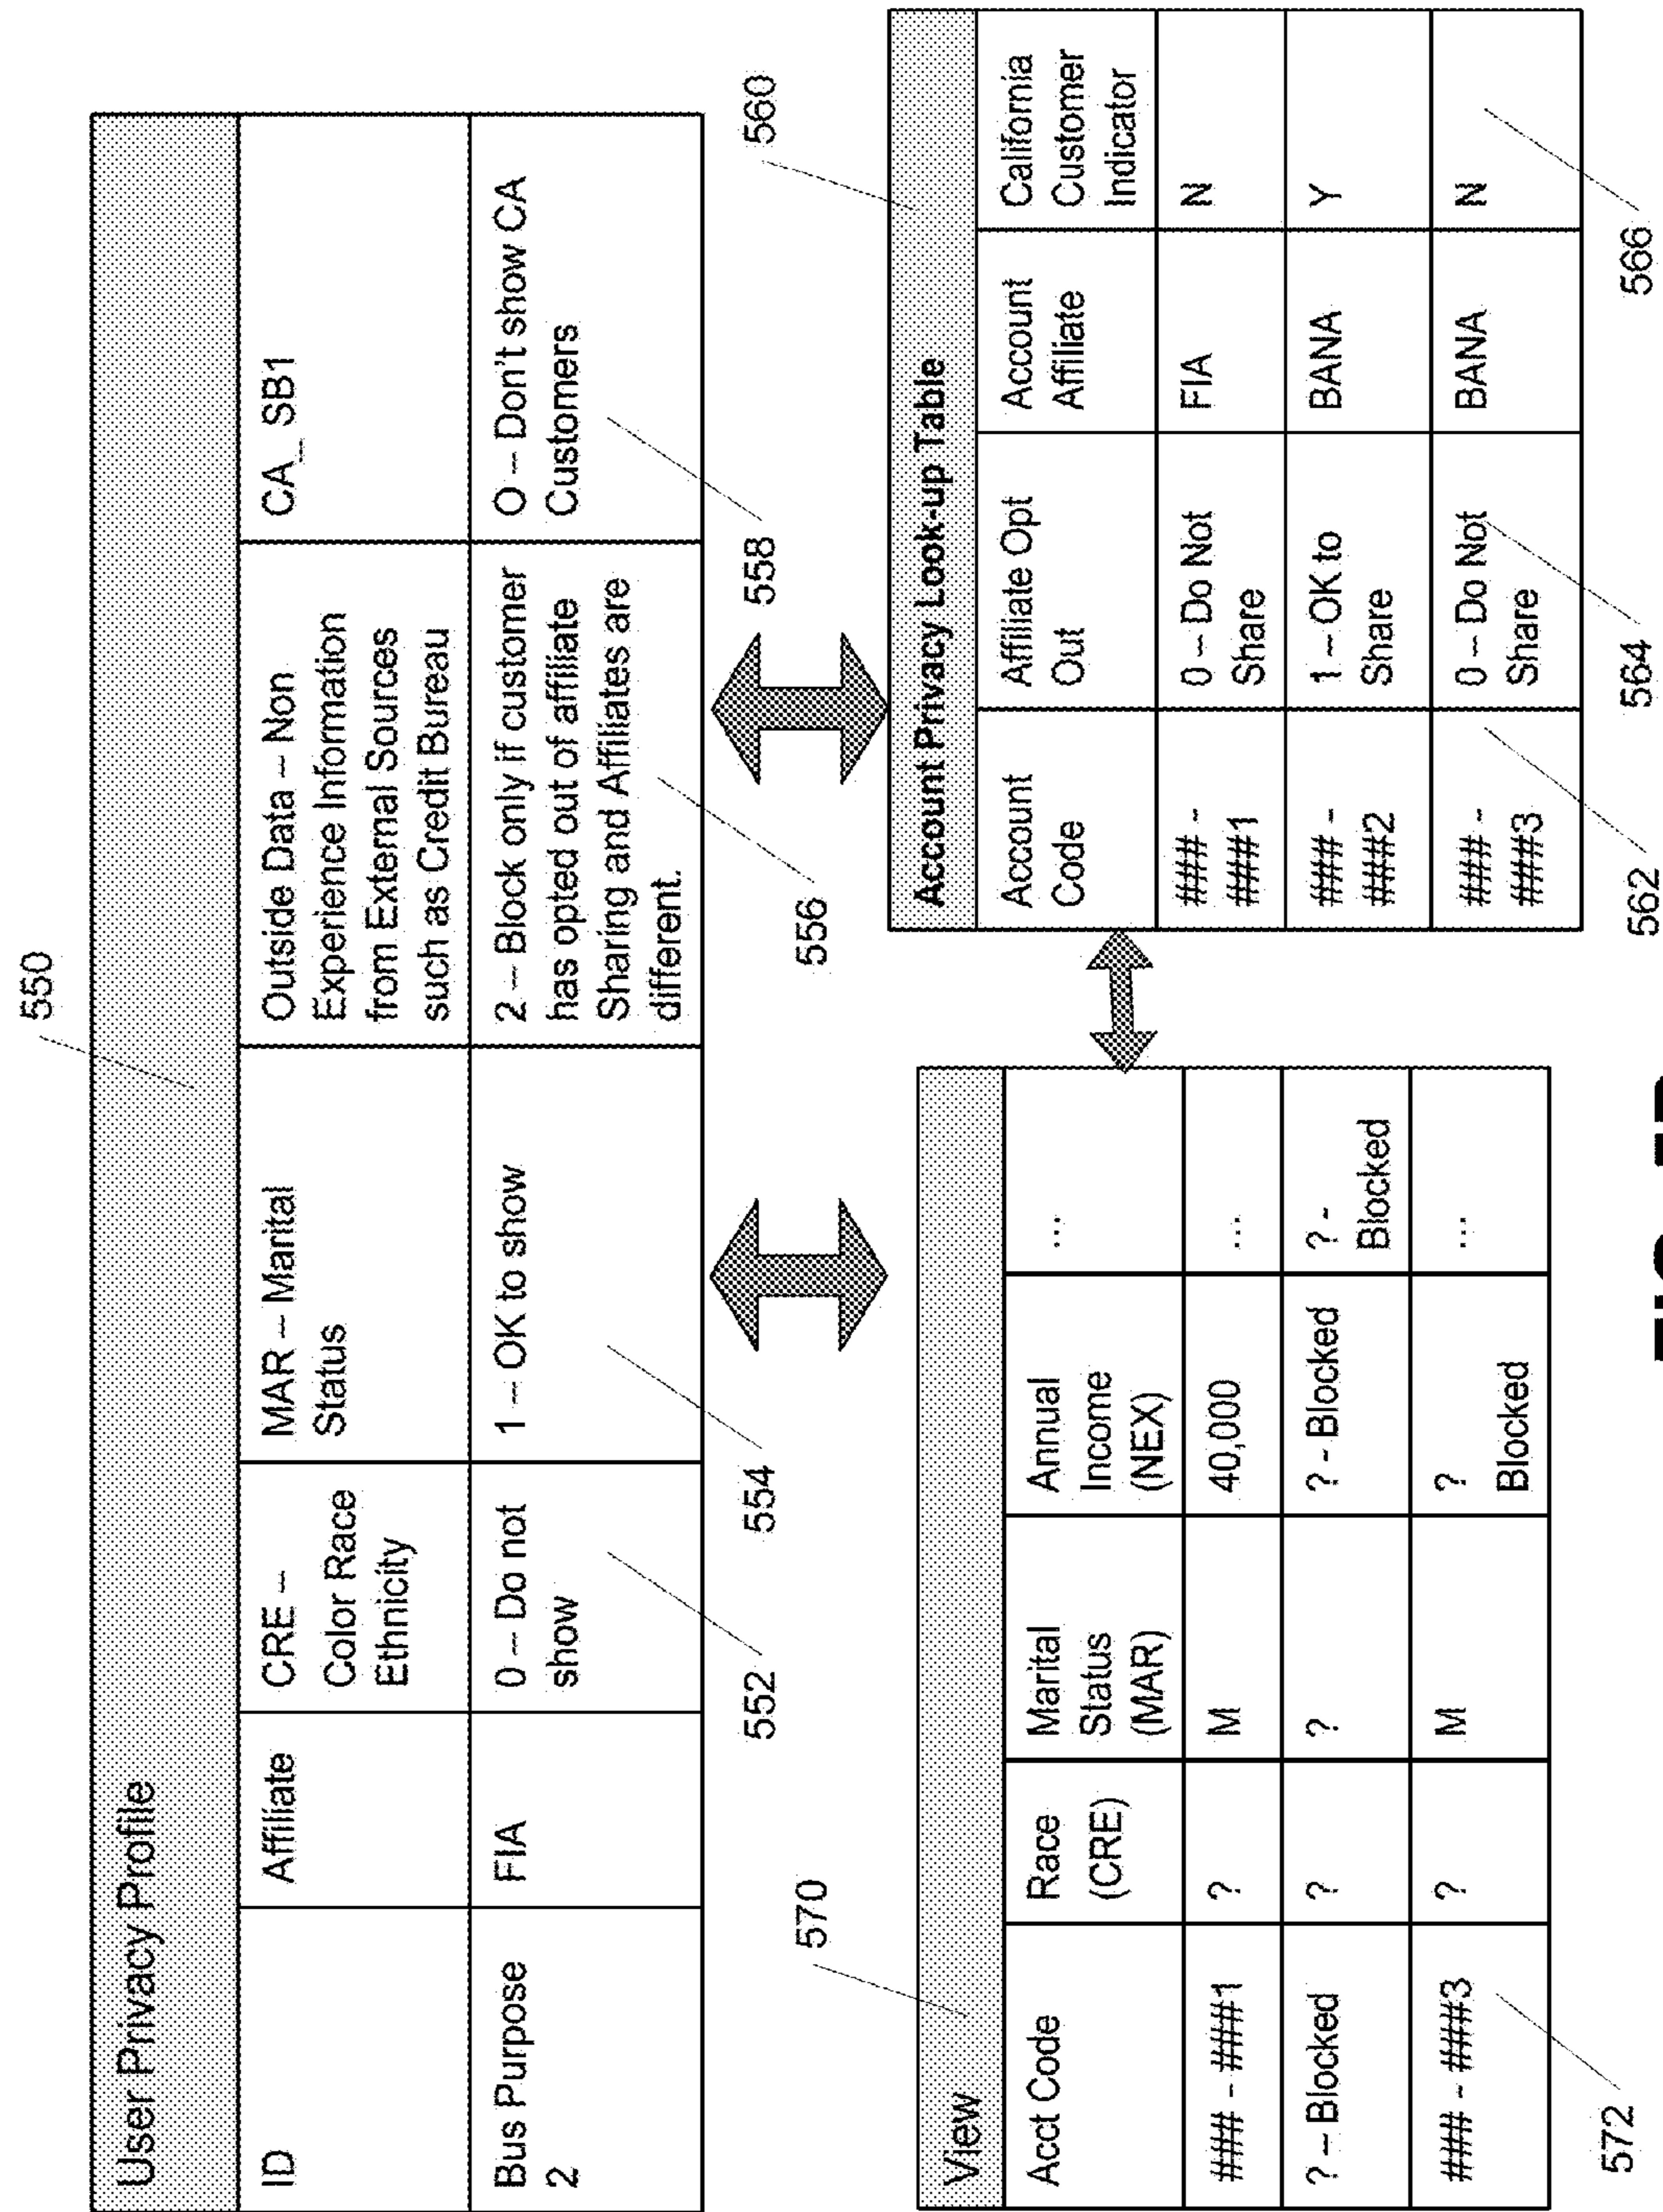 550
User Privacy Profile
ID
Affiliate
CRE –
Color Race
Ethnicity
MAR – Marital
Status
Outside Data – Non
Experience Information
from External Sources
such as Credit Bureau
CA_ SB1
Bus Purpose
2
FIA
0 – Do not
show
1 – OK to show
2 – Block only if customer
has opted out of affiliate
Sharing and Affiliates are
different.
O – Don't show CA
Customers
552
554
556
558
560
570
View
Acct Code
Race
(CRE)
Marital
Status
(MAR)
Annual
Income
(NEX)
...
### - ###1
?
M
40,000
...
? – Blocked
?
?
? - Blocked
? -
Blocked
### - ###3
?
M
?
Blocked
...
572
Account Privacy Look-up Table
Account
Code
Affiliate Opt
Out
Account
Affiliate
California
Customer
Indicator
### -
###1
0 – Do Not
Share
FIA
N
### -
###2
1 – OK to
Share
BANA
Y
### -
###3
0 – Do Not
Share
BANA
N
562
564
566